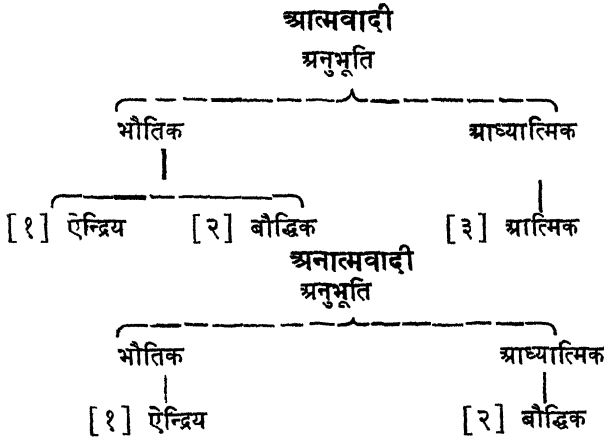 आत्मवादी
अनुभूति
भौतिक आध्यात्मिक
[१] ऐन्द्रिय [२] बौद्धिक [३] आत्मिक
अनात्मवादी
अनुभूति
भौतिक आध्यात्मिक
[१] ऐन्द्रिय [२] बौद्धिक